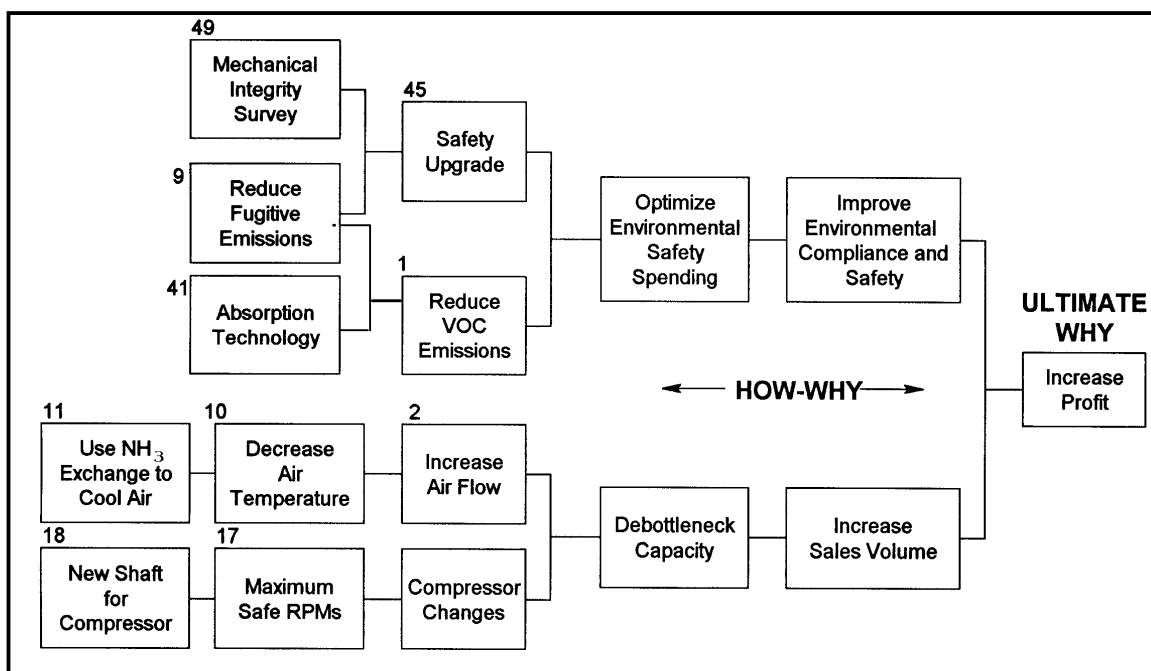 49
Mechanical
Integrity
Survey
45
Safety
Upgrade
9
Reduce
Fugitive
Emissions
41
Absorption
Technology
1
Reduce
VOC
Emissions
Optimize
Environmental
Safety
Spending
Improve
Environmental
Compliance and
Safety
ULTIMATE
WHY
Increase
Profit
HOW-WHY
11
Use NH₃
Exchange to
Cool Air
10
Decrease
Air
Temperature
2
Increase
Air Flow
18
New Shaft
for
Compressor
17
Maximum
Safe RPMs
Compressor
Changes
Debottleneck
Capacity
Increase
Sales Volume